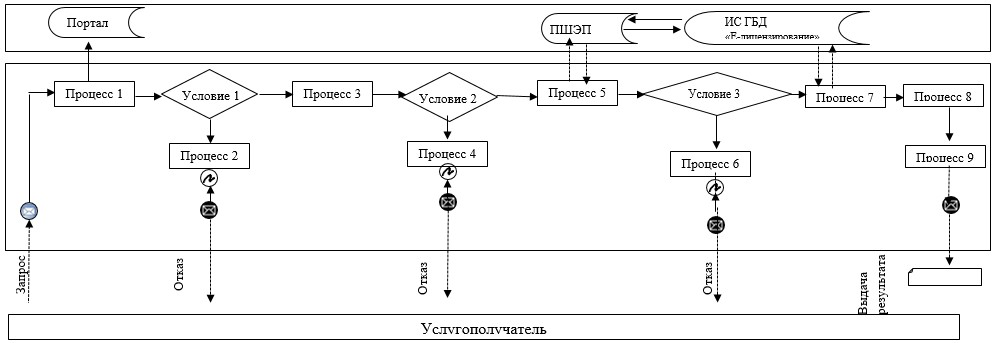 Портал
ПШЭП
ИС ГБД
«Е-лицензирование»
Процесс 1
Условие 1
Процесс 3
Условие 2
Процесс 5
Условие 3
Процесс 7
Процесс 8
Процесс 2
Процесс 4
Процесс 6
Процесс 9
Запрос
Отказ
Отказ
Отказ
Выдача
результата
Услугополучатель